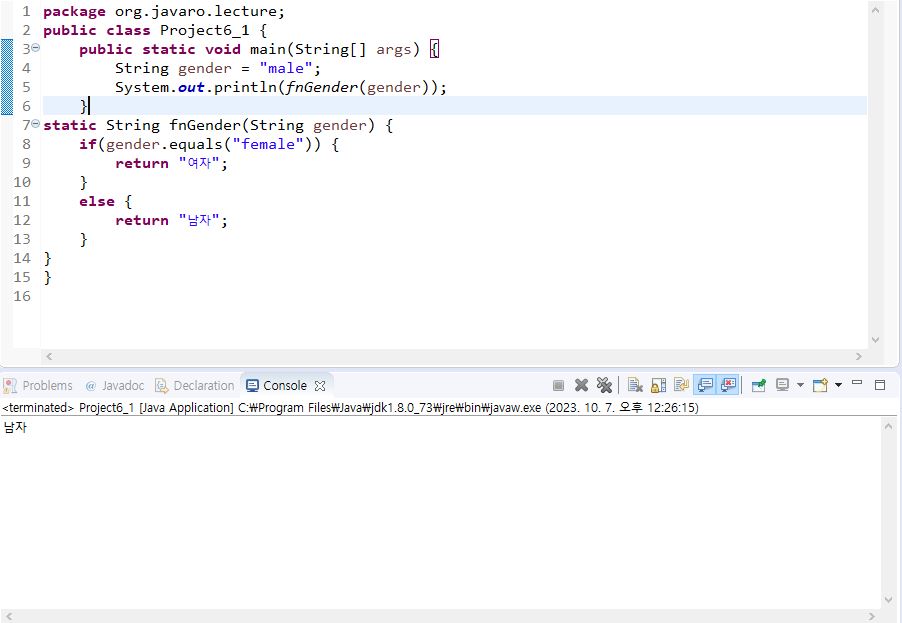 1 package org.javaro.lecture;
2 public class Project6_1 {
3 public static void main(String[] args) {
4 String gender = "male";
5 System.out.println(fnGender(gender));
6 }
7 static String fnGender(String gender) {
8 if(gender.equals("female")) {
9 return "여자";
10 }
11 else {
12 return "남자";
13 }
14 }
15 }
16
Problems @ Javadoc Declaration Console
<terminated> Project6_1 [Java Application] C:₩Program Files₩Java₩jdk1.8.0_73₩jre₩bin₩javaw.exe (2023. 10. 7. 오후 12:26:15)
남자